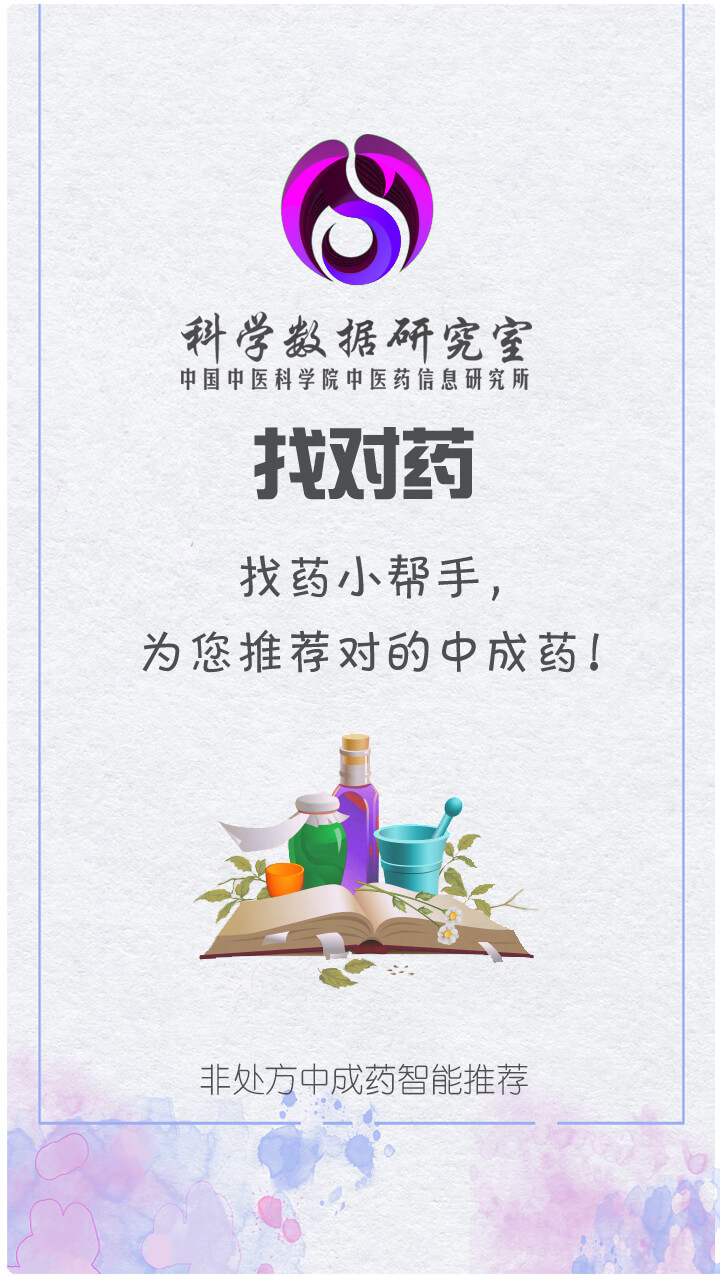 科学数据研究室
中国中医科学院中医药信息研究所
找对药
找药小帮手,
为您推荐对的中成药!
非处方中成药智能推荐